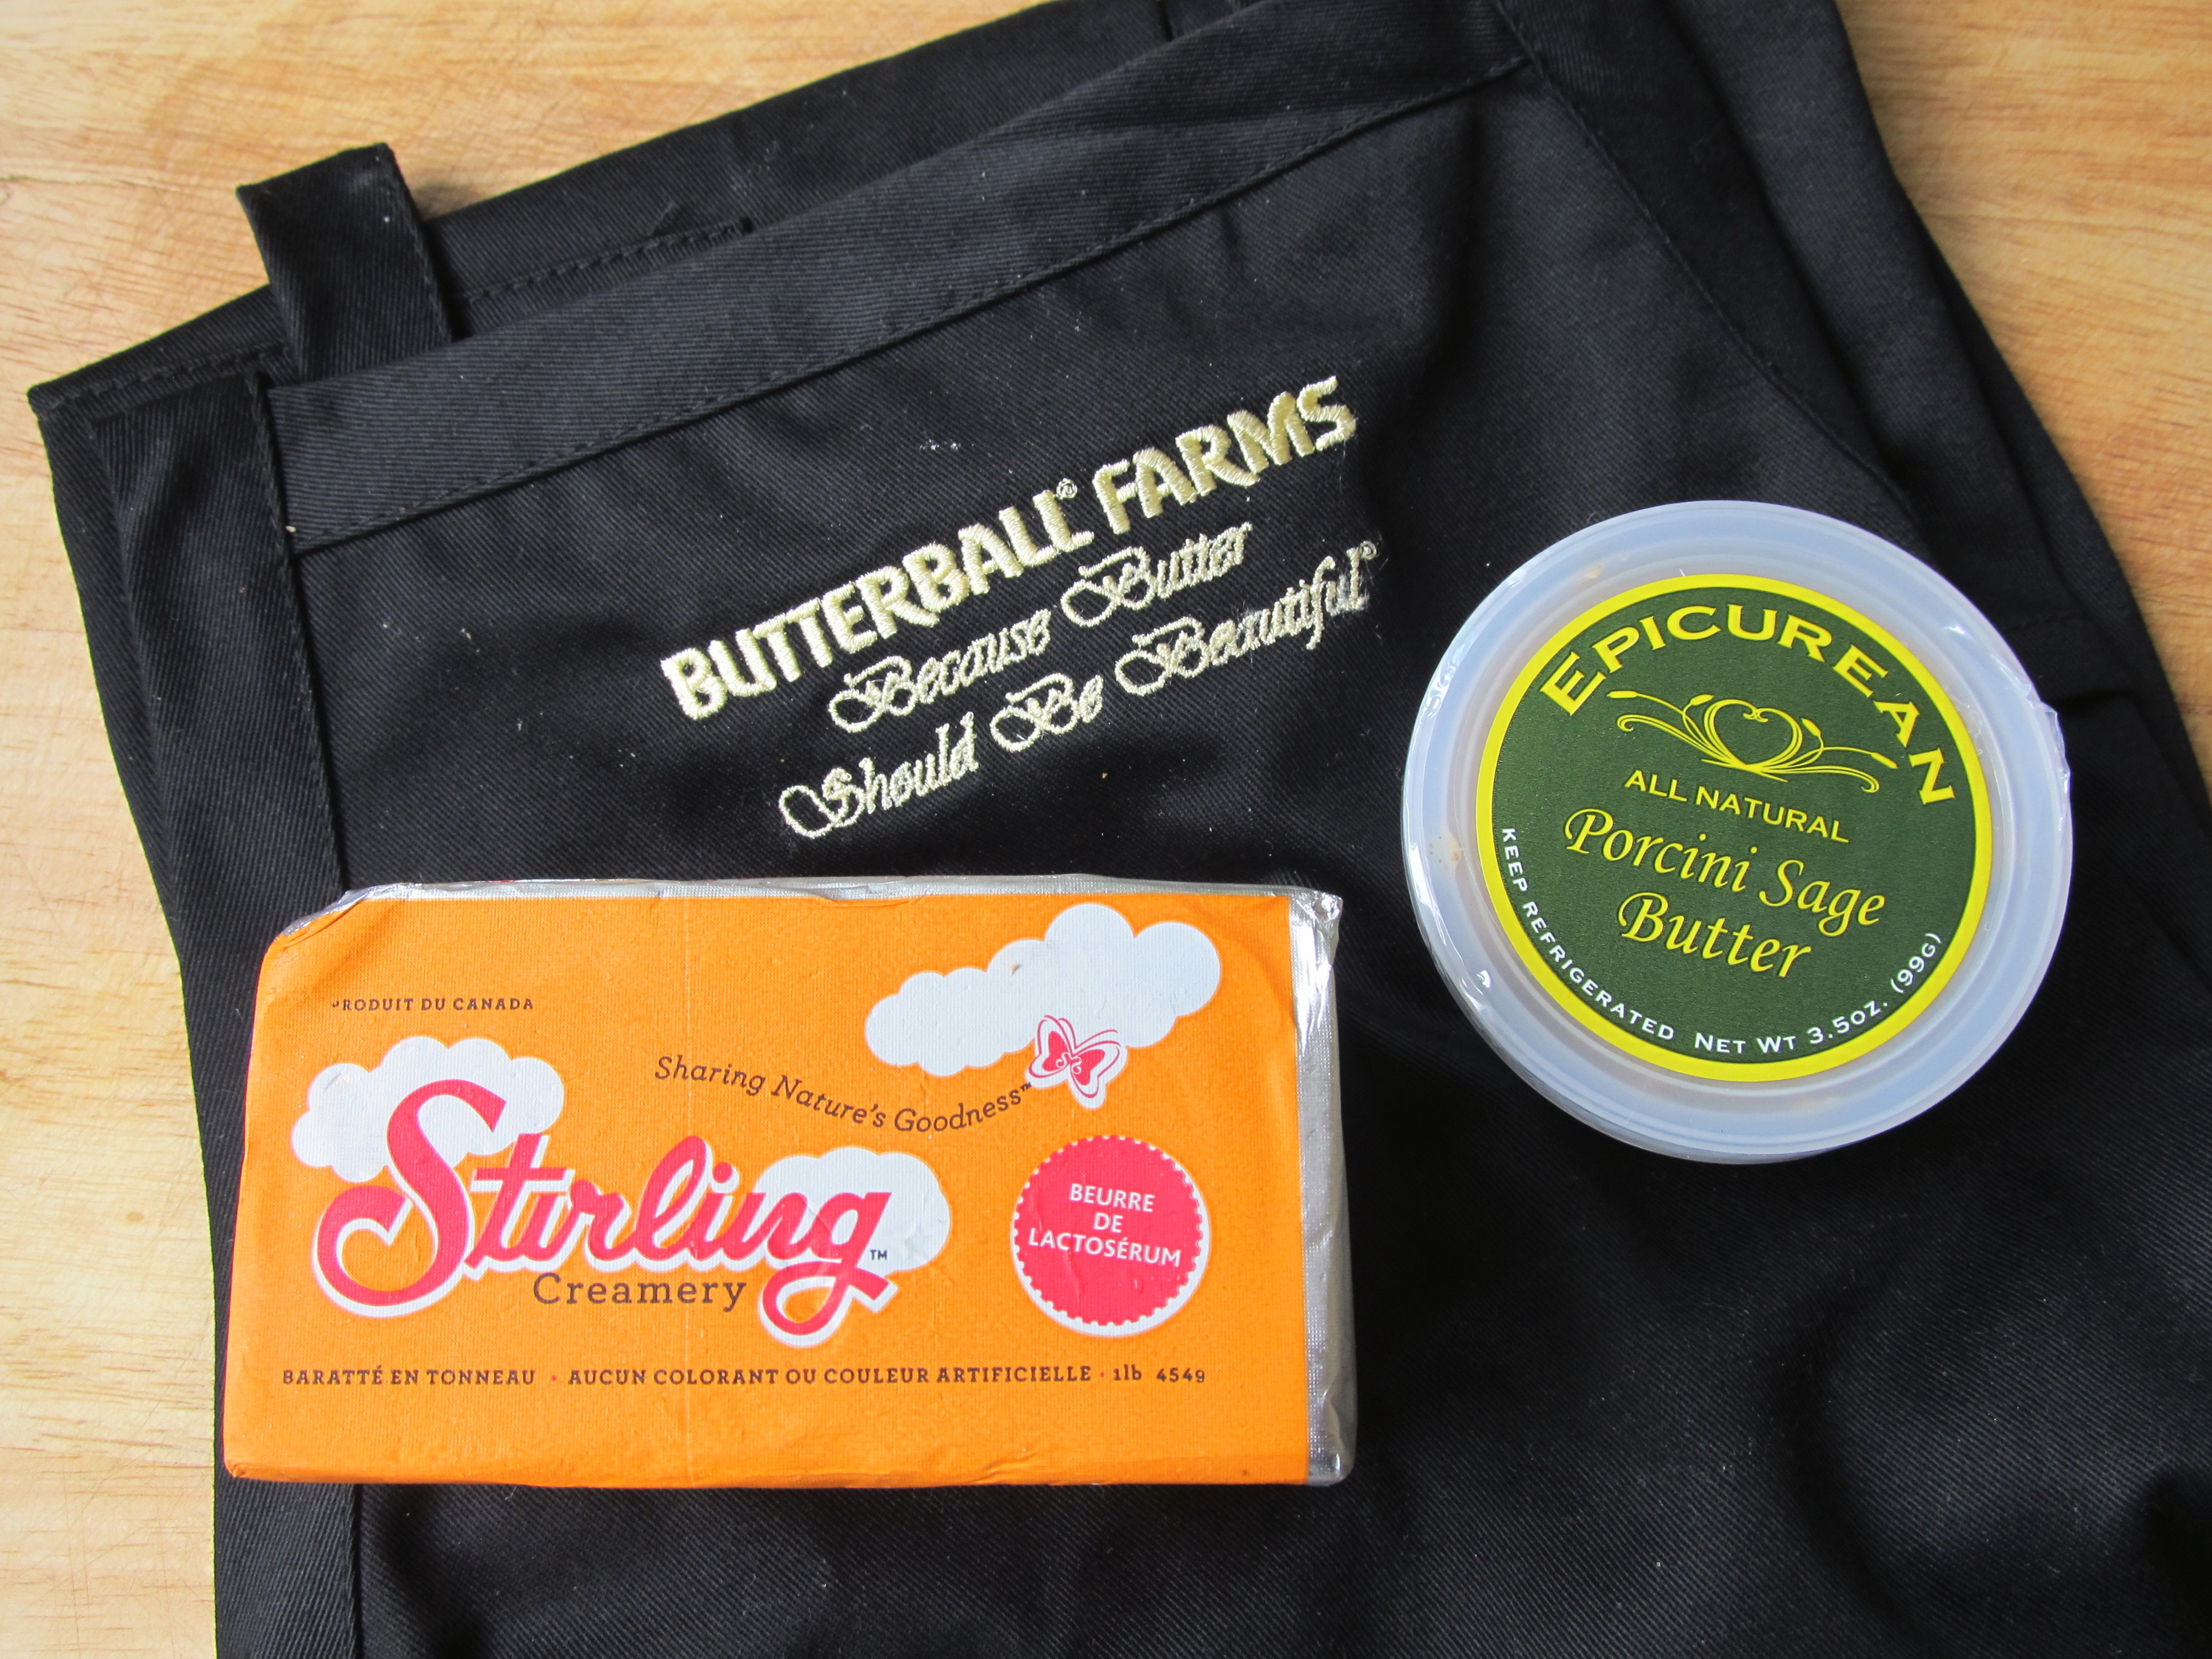 BUTTERBALL® FARMS
Because Butter
Should Be Beautiful®
EPICUREAN
ALL NATURAL
Porcini Sage
Butter
KEEP REFRIGERATED NET WT 3.5OZ. (99G)
PRODUIT DU CANADA
Sharing Nature's Goodness™
Stirling™
Creamery
BEURRE
DE
LACTOSÉRUM
BARATTÉ EN TONNEAU · AUCUN COLORANT OU COULEUR ARTIFICIELLE · 1lb 454g